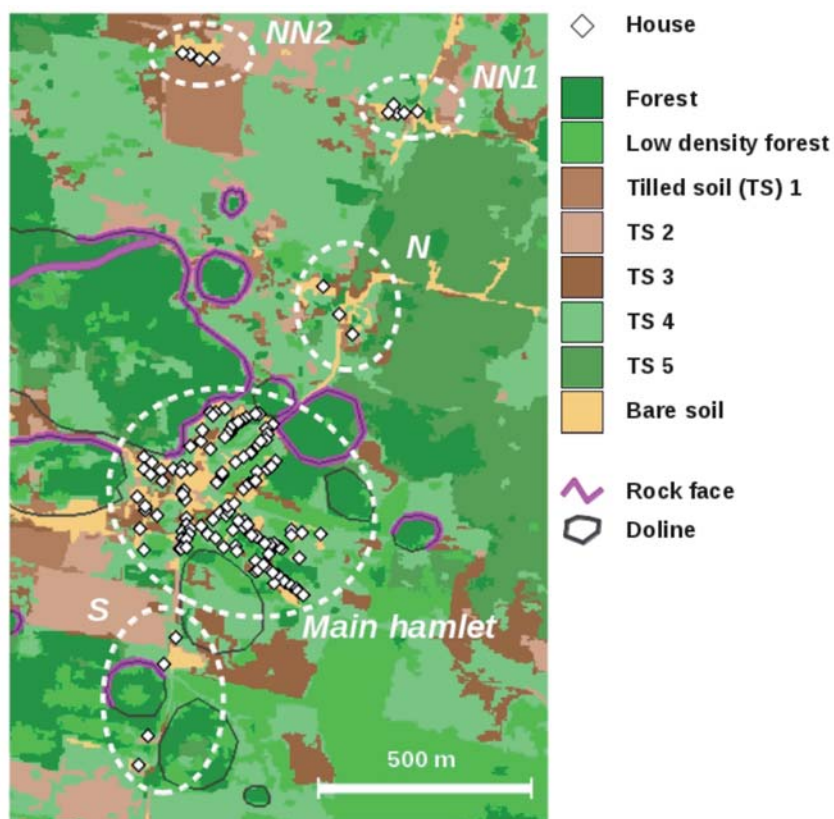 NN2
NN1
N
S
Main hamlet
500 m
House
Forest
Low density forest
Tilled soil (TS) 1
TS 2
TS 3
TS 4
TS 5
Bare soil
Rock face
Doline